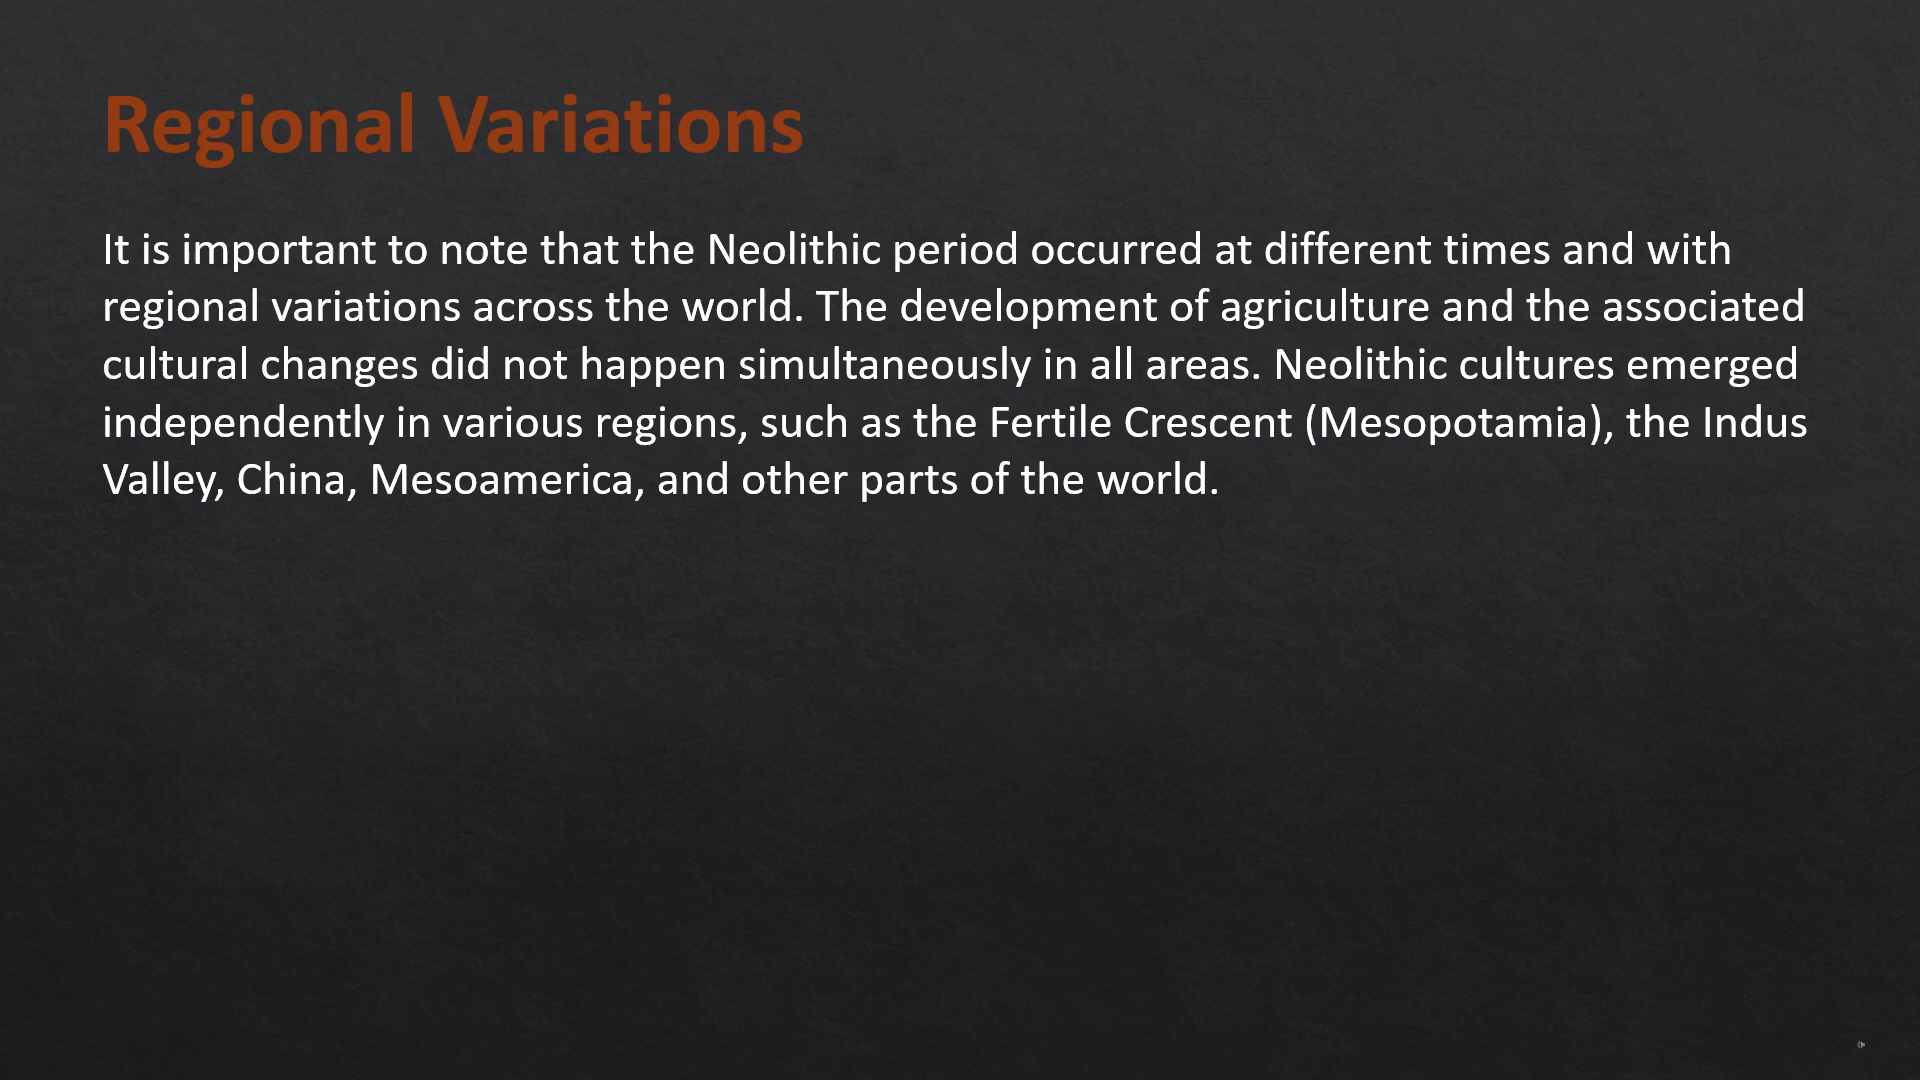 Regional Variations
It is important to note that the Neolithic period occurred at different times and with
regional variations across the world. The development of agriculture and the associated
cultural changes did not happen simultaneously in all areas. Neolithic cultures emerged
independently in various regions, such as the Fertile Crescent (Mesopotamia), the Indus
Valley, China, Mesoamerica, and other parts of the world.